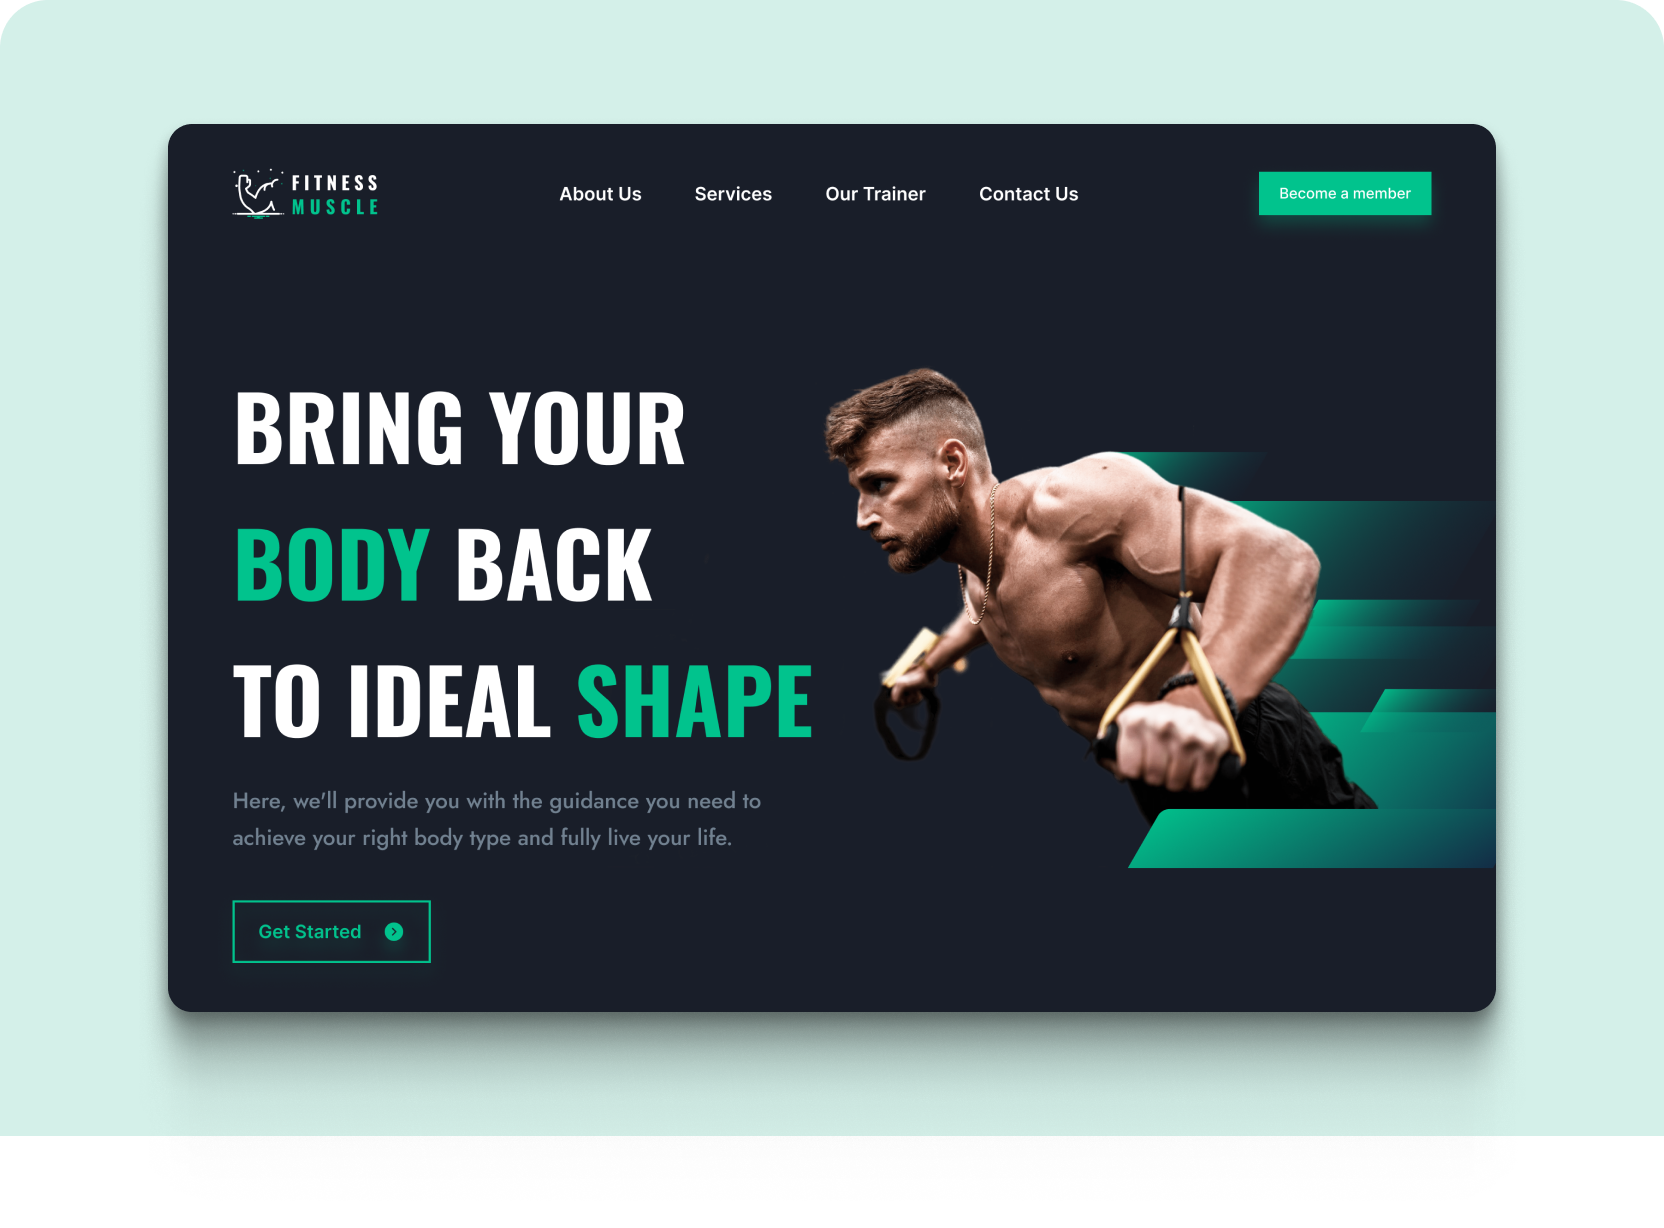 FITNESS
MUSCLE
About Us
Services
Our Trainer
Contact Us
Become a member
BRING YOUR
BODY BACK
TO IDEAL SHAPE
Here, we'll provide you with the guidance you need to
achieve your right body type and fully live your life.
Get Started